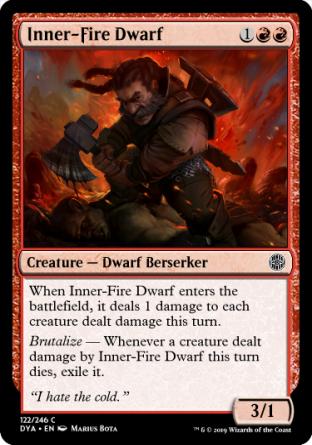 Inner-Fire Dwarf 1
Creature — Dwarf Berserker
When Inner-Fire Dwarf enters the
battlefield, it deals 1 damage to each
creature dealt damage this turn.
Brutalize — Whenever a creature dealt
damage by Inner-Fire Dwarf this turn
dies, exile it.
"I hate the cold."
3/1
122/246 C
DYA • EN Marius Bota
™ & © 2019 Wizards of the Coast